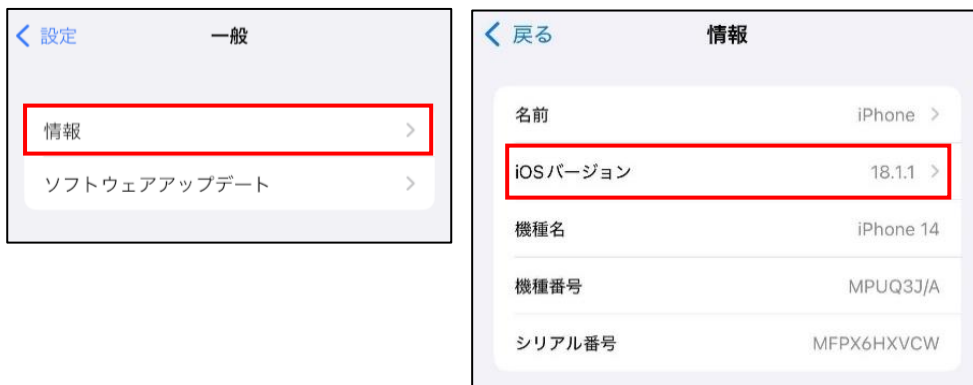 設定 一般
情報
ソフトウェアアップデート
戻る 情報
名前 iPhone
iOSバージョン 18.1.1
機種名 iPhone 14
機種番号 MPUQ3J/A
シリアル番号 MFPX6HXVCW